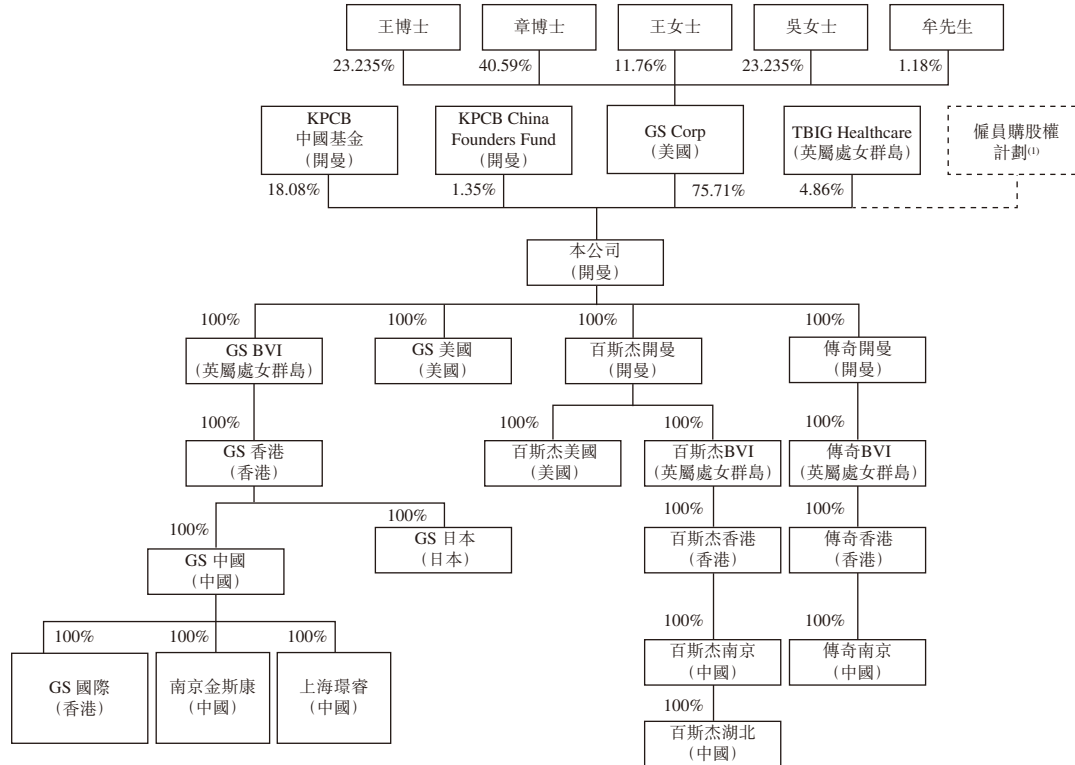 王博士
章博士
王女士
吳女士
牟先生
23.235%
40.59%
11.76%
23.235%
1.18%
KPCB
中國基金
（開曼）
KPCB China
Founders Fund
（開曼）
GS Corp
（美國）
TBIG Healthcare
（英屬處女群島）
僱員購股權
計劃(1)
18.08%
1.35%
75.71%
4.86%
本公司
（開曼）
100%
100%
100%
100%
GS BVI
（英屬處女群島）
GS 美國
（美國）
百斯杰開曼
（開曼）
傳奇開曼
（開曼）
100%
100%
100%
100%
GS 香港
（香港）
百斯杰美國
（美國）
百斯杰BVI
（英屬處女群島）
傳奇BVI
（英屬處女群島）
100%
100%
100%
100%
GS 中國
（中國）
GS 日本
（日本）
百斯杰香港
（香港）
傳奇香港
（香港）
100%
100%
100%
100%
100%
GS 國際
（香港）
南京金斯康
（中國）
上海璟睿
（中國）
百斯杰南京
（中國）
傳奇南京
（中國）
100%
百斯杰湖北
（中國）